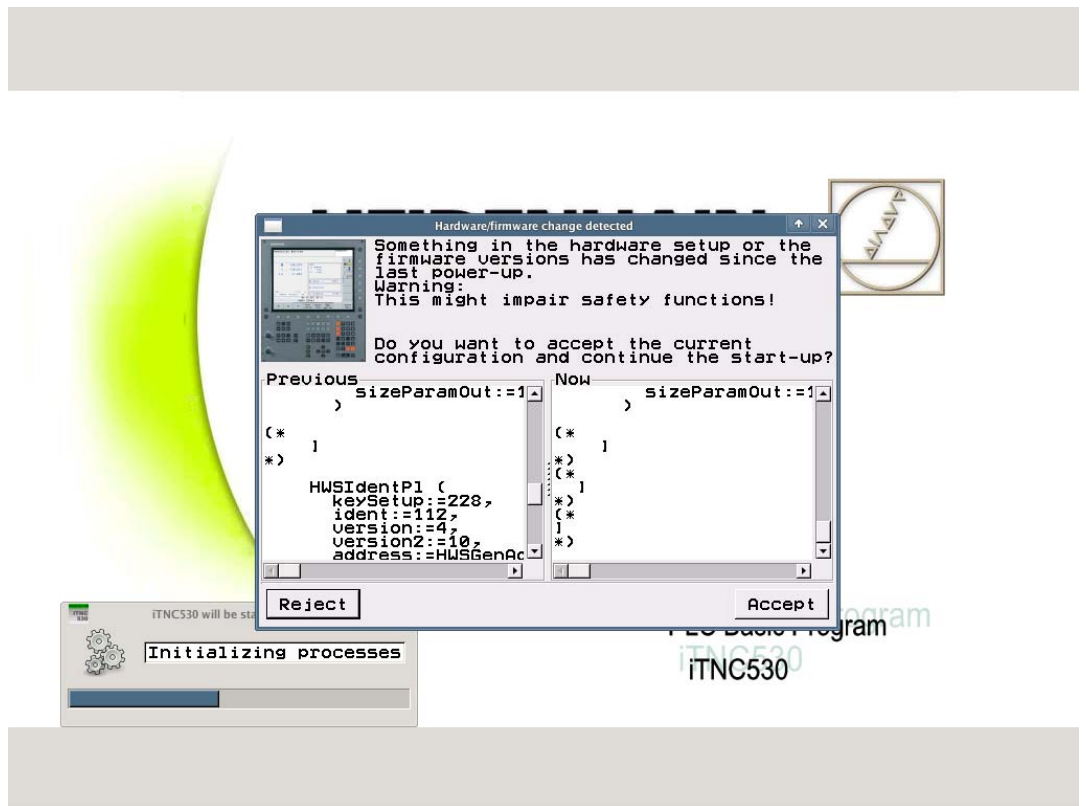 Hardware/firmware change detected
Something in the hardware setup or the
firmware versions has changed since the
last power-up.
Warning:
This might impair safety functions!
Do you want to accept the current
configuration and continue the start-up?
Previous
sizeParamOut:=1
)
(*
]
*)
HWSIdentPl (
keySetup:=228,
ident:=112,
version:=4,
version2:=10,
address:=HWSGenAc
Now
sizeParamOut:=1
)
(*
]
*)
(*
]
*)
(*
]
*)
Reject
Accept
iTNC530 will be sta
Initializing processes
PLC Basic Program
iTNC530